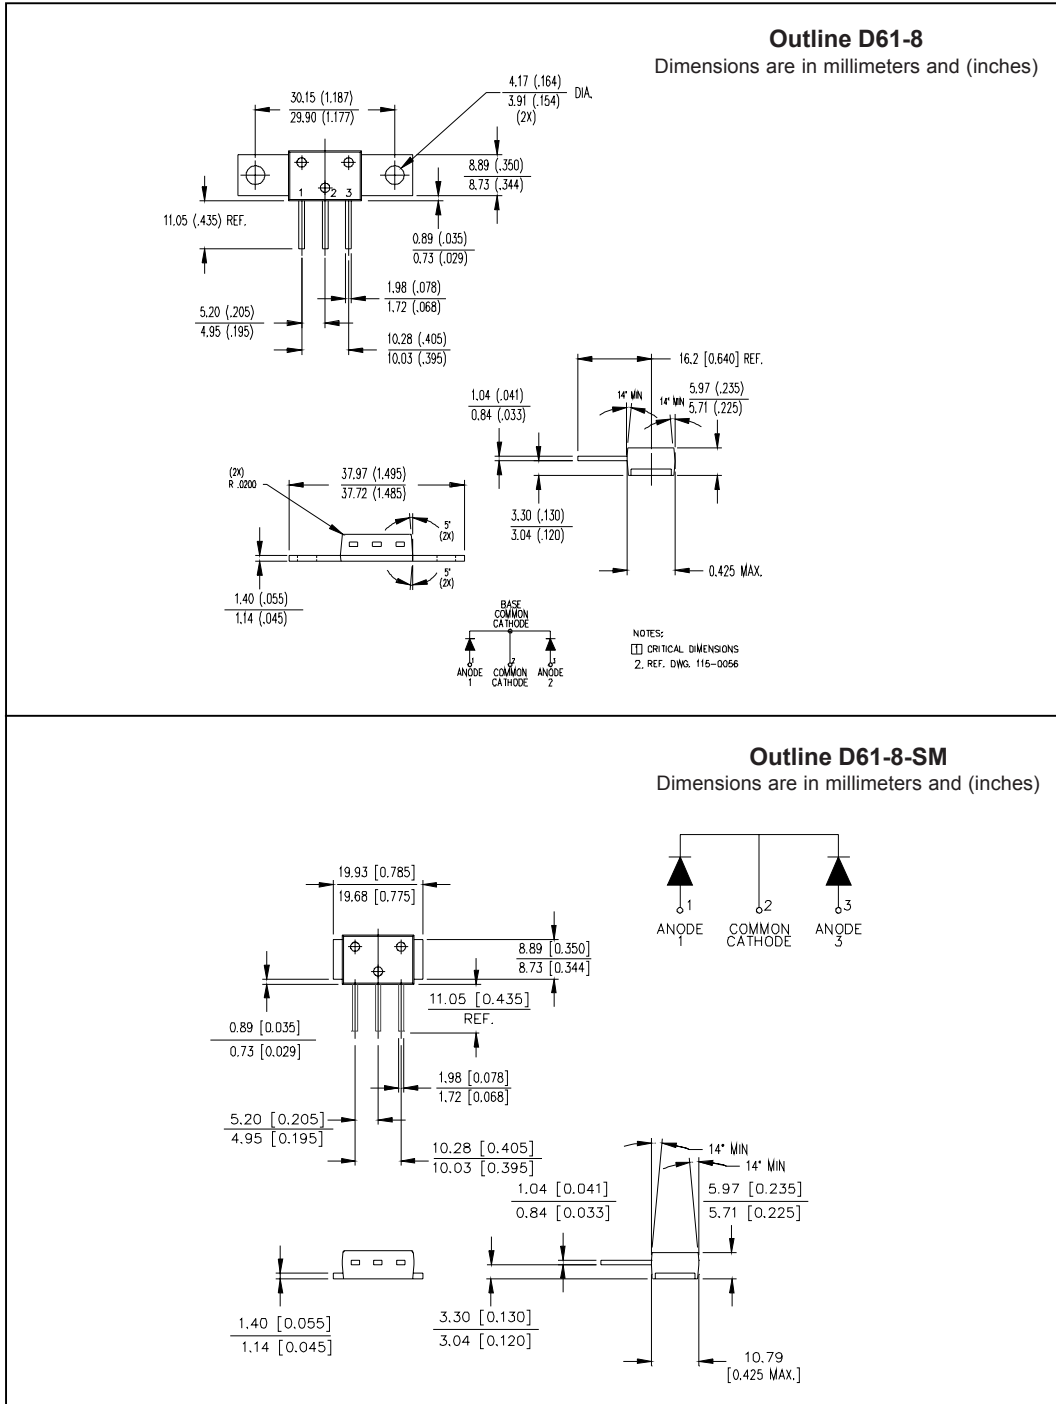 Outline D61-8
Dimensions are in millimeters and (inches)
30.15 (1.187)
29.90 (1.177)
4.17 (.164)
3.91 (.154)
DIA.
(2X)
8.89 (.350)
8.73 (.344)
1 2 3
11.05 (.435) REF.
0.89 (.035)
0.73 (.029)
1.98 (.078)
1.72 (.068)
5.20 (.205)
4.95 (.195)
10.28 (.405)
10.03 (.395)
16.2 [0.640] REF.
1.04 (.041)
0.84 (.033)
14° MIN
14° MIN
5.97 (.235)
5.71 (.225)
3.30 (.130)
3.04 (.120)
0.425 MAX.
(2X)
R .0200
37.97 (1.495)
37.72 (1.485)
5°
(2X)
5°
(2X)
1.40 (.055)
1.14 (.045)
BASE
COMMON
CATHODE
1 2 3
ANODE
1
COMMON
CATHODE
ANODE
2
NOTES:
1 CRITICAL DIMENSIONS
2. REF. DWG. 115-0056
Outline D61-8-SM
Dimensions are in millimeters and (inches)
1 2 3
ANODE
1
COMMON
CATHODE
ANODE
3
19.93 [0.785]
19.68 [0.775]
8.89 [0.350]
8.73 [0.344]
11.05 [0.435]
REF.
0.89 [0.035]
0.73 [0.029]
1.98 [0.078]
1.72 [0.068]
5.20 [0.205]
4.95 [0.195]
10.28 [0.405]
10.03 [0.395]
14° MIN
14° MIN
1.04 [0.041]
0.84 [0.033]
5.97 [0.235]
5.71 [0.225]
1.40 [0.055]
1.14 [0.045]
3.30 [0.130]
3.04 [0.120]
10.79
[0.425 MAX.]